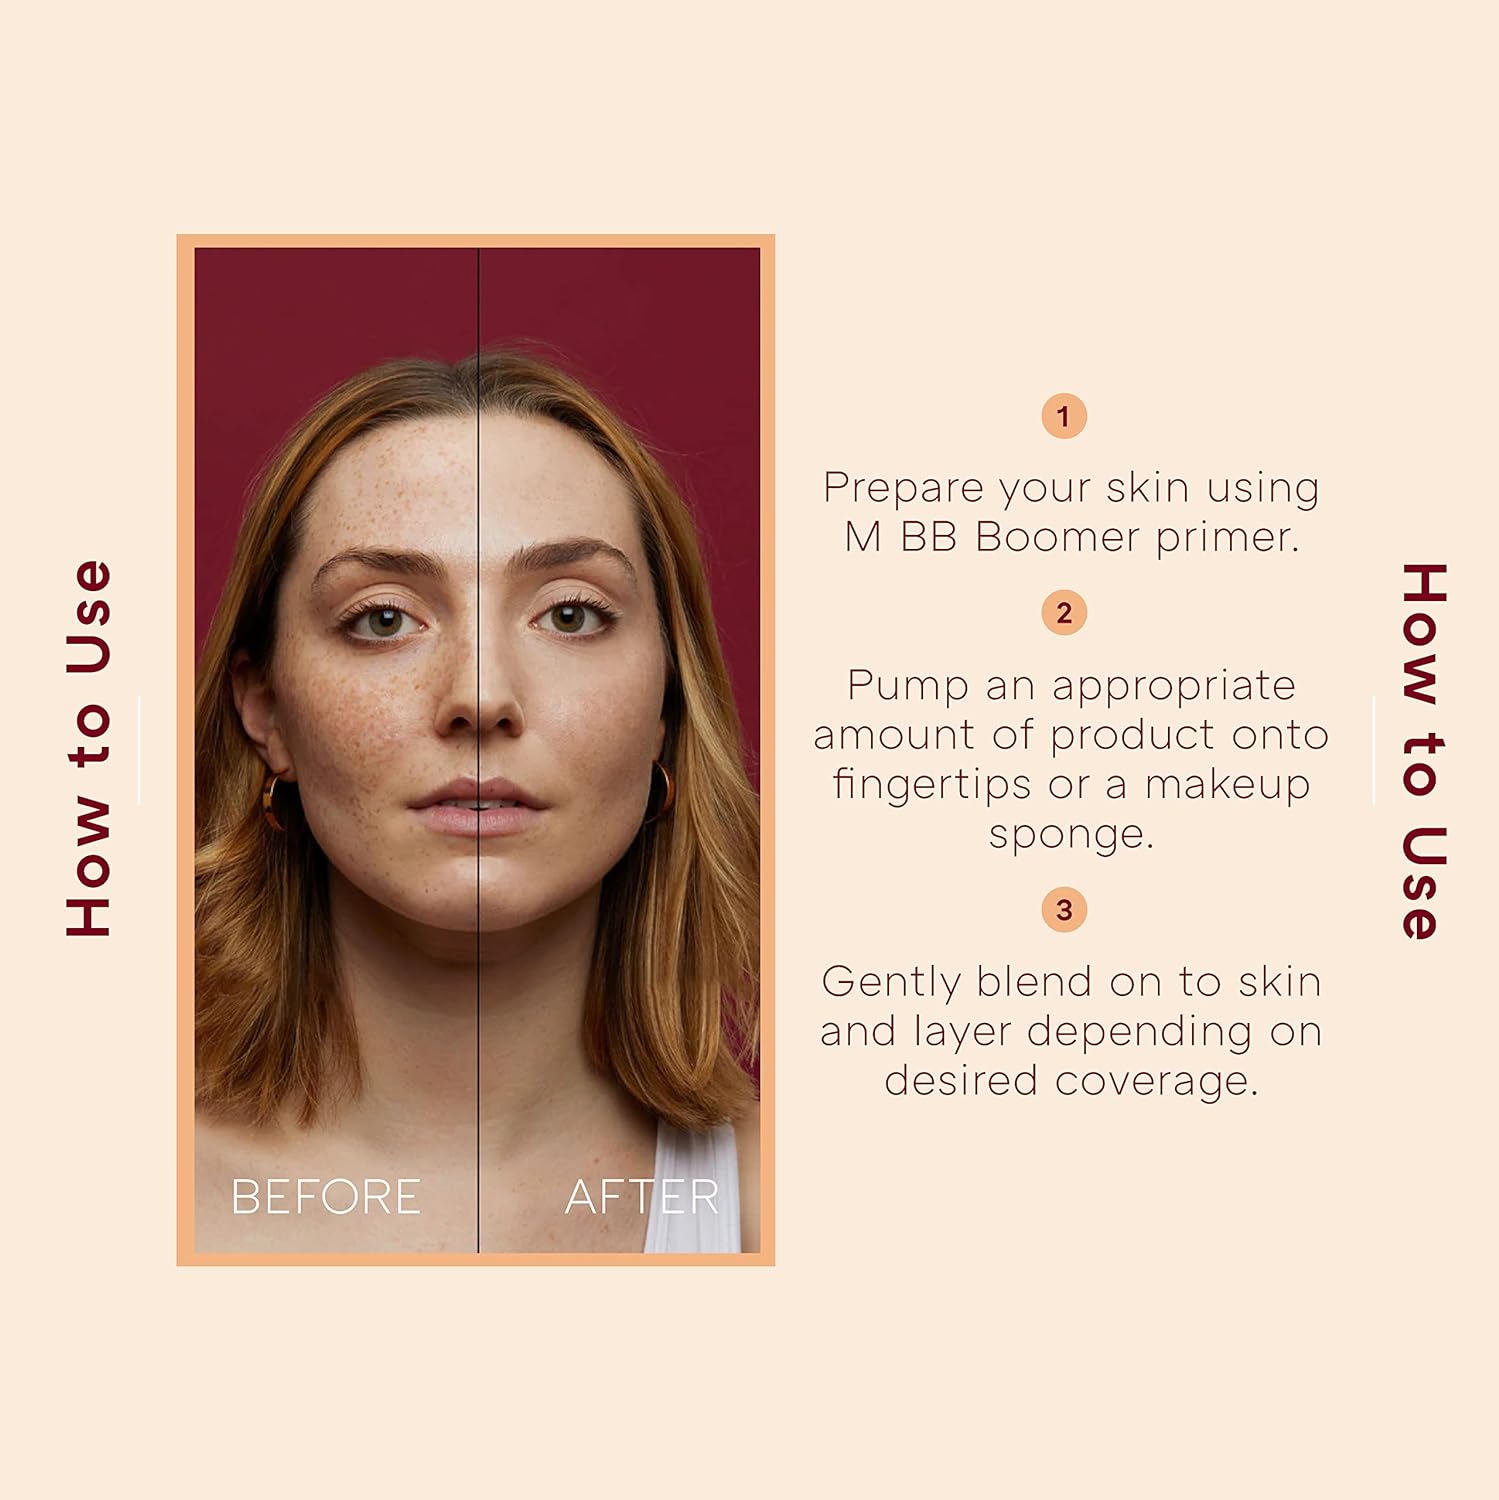 How to Use
BEFORE
AFTER
1
Prepare your skin using
M BB Boomer primer.
2
Pump an appropriate
amount of product onto
fingertips or a makeup
sponge.
3
Gently blend on to skin
and layer depending on
desired coverage.
How to Use